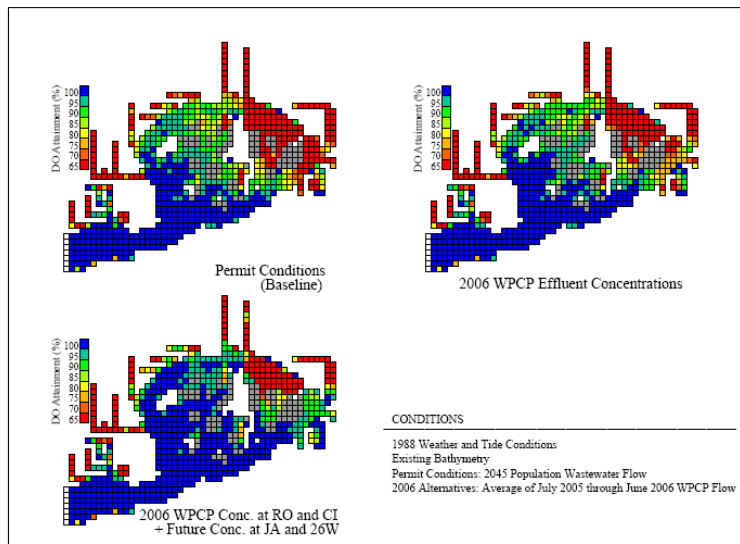 DO Attainment (%)
100
95
90
85
80
75
70
65
Permit Conditions
(Baseline)
DO Attainment (%)
100
95
90
85
80
75
70
65
2006 WPCP Effluent Concentrations
DO Attainment (%)
100
95
90
85
80
75
70
65
2006 WPCP Conc. at RO and CI
+ Future Conc. at JA and 26W
CONDITIONS
1988 Weather and Tide Conditions
Existing Bathymetry
Permit Conditions: 2045 Population Wastewater Flow
2006 Alternatives: Average of July 2005 through June 2006 WPCP Flow